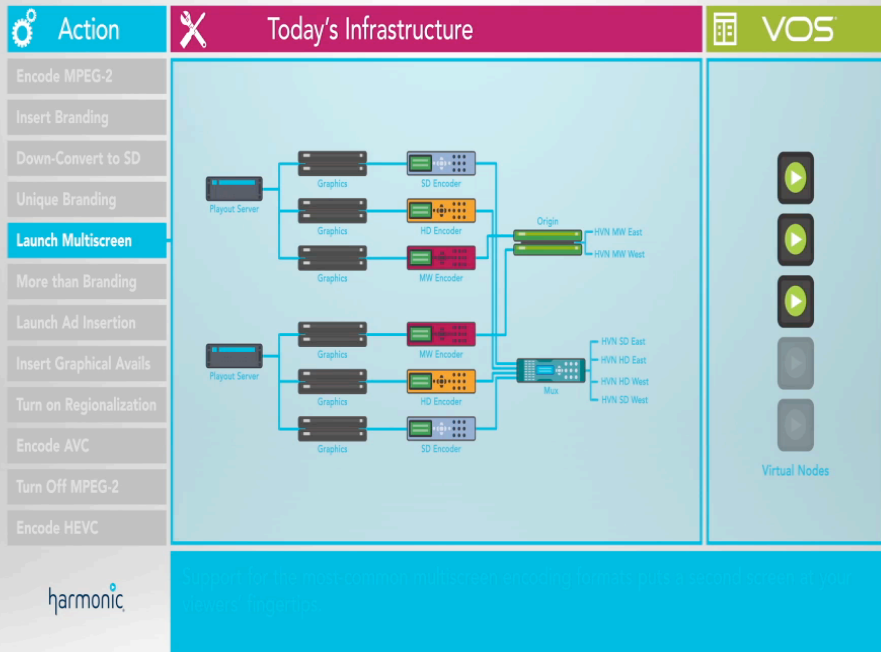 Action
Today's Infrastructure
VOS
Encode MPEG-2
Insert Branding
Down-Convert to SD
Unique Branding
Launch Multiscreen
More than Branding
Launch Ad Insertion
Insert Graphical Avails
Turn on Regionalization
Encode AVC
Turn Off MPEG-2
Encode HEVC
harmonic
Playout Server
Graphics
SD Encoder
Graphics
HD Encoder
Graphics
MW Encoder
Origin
HVN MW East
HVN MW West
Playout Server
Graphics
MW Encoder
Graphics
HD Encoder
Graphics
SD Encoder
Mux
HVN SD East
HVN HD East
HVN HD West
HVN SD West
Virtual Nodes
Support for the most common multiscreen encoding formats puts a second screen at your
viewers' fingertips.